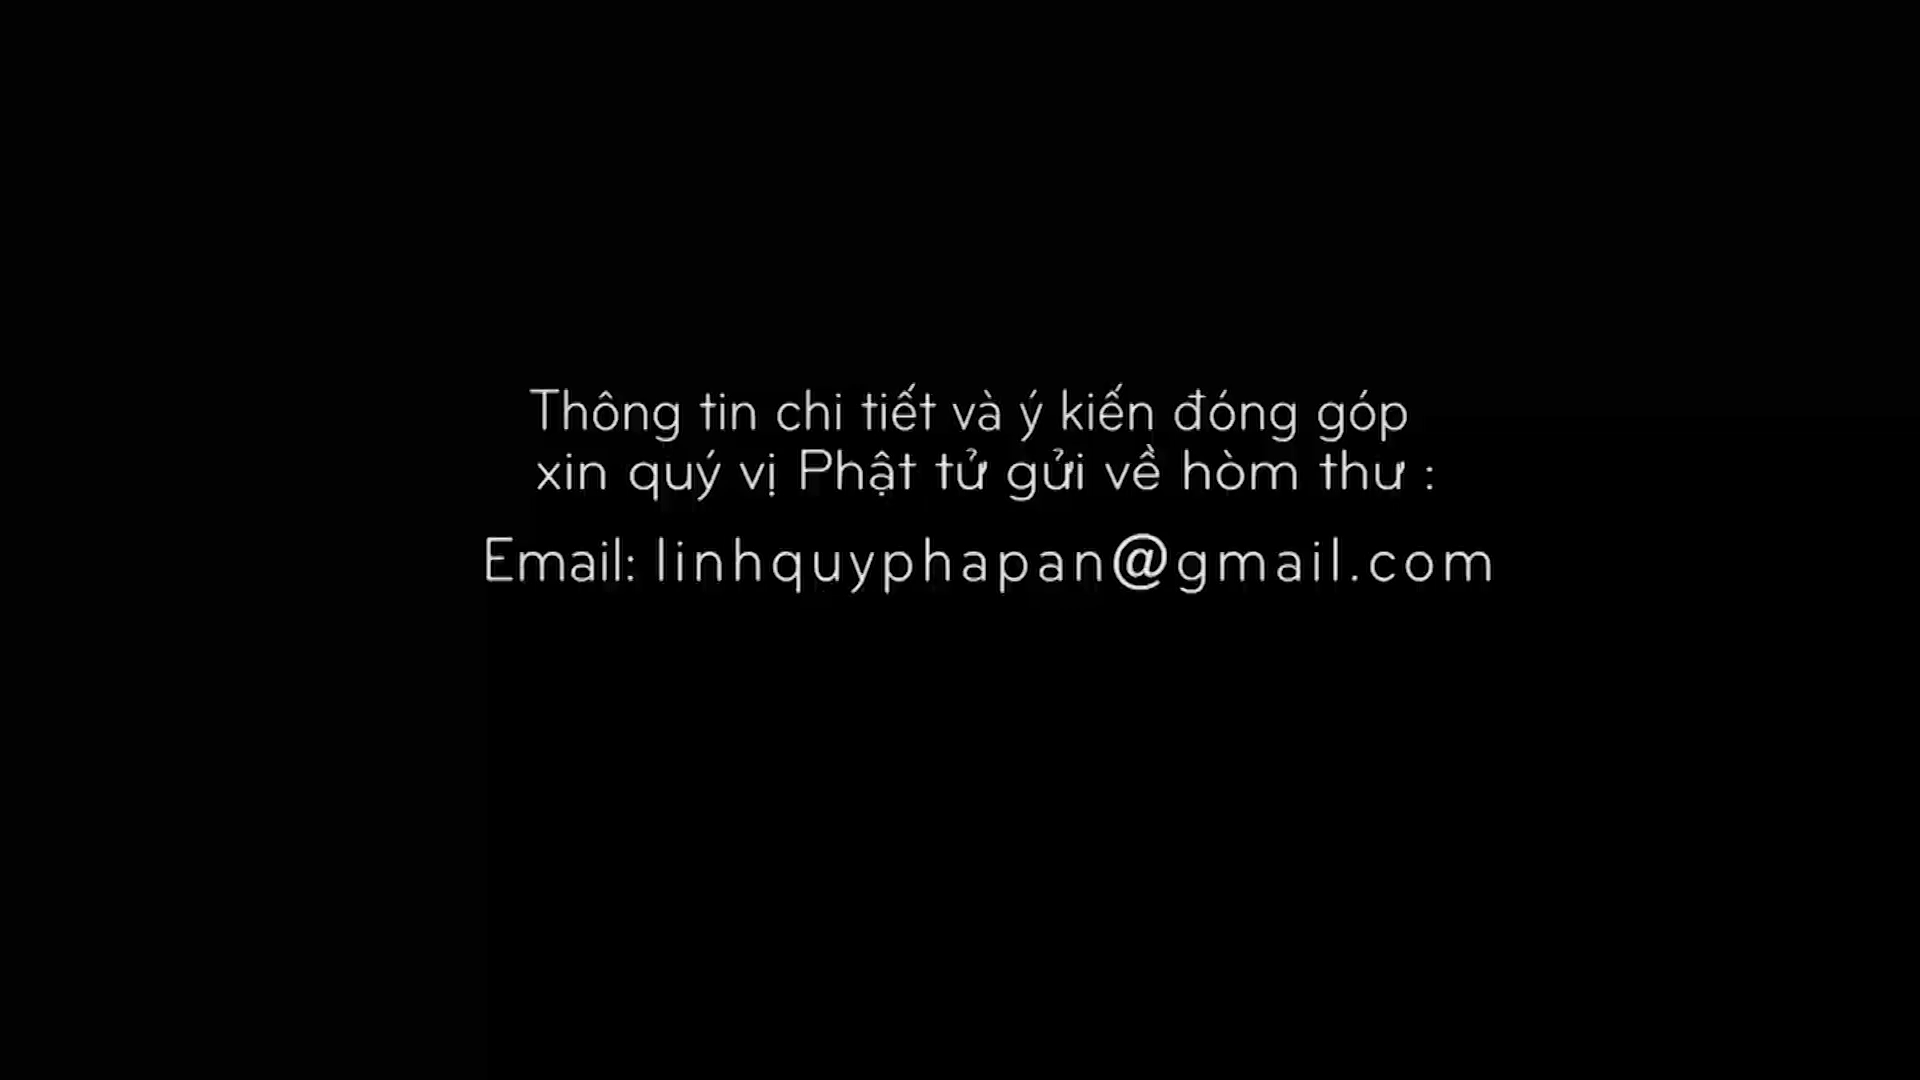 Thông tin chi tiết và ý kiến đóng góp
xin quý vị Phật tử gửi về hòm thư :
Email: linhquyphapan@gmail.com